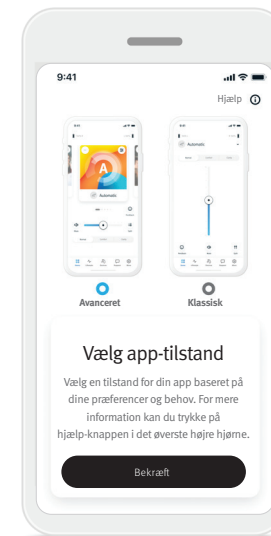 9:41
Hjælp
A
Automatic
Automatic
Avanceret
Klassisk
Vælg app-tilstand
Vælg en tilstand for din app baseret på
dine præferencer og behov. For mere
information kan du trykke på
hjælp-knappen i det øverste højre hjørne.
Bekræft